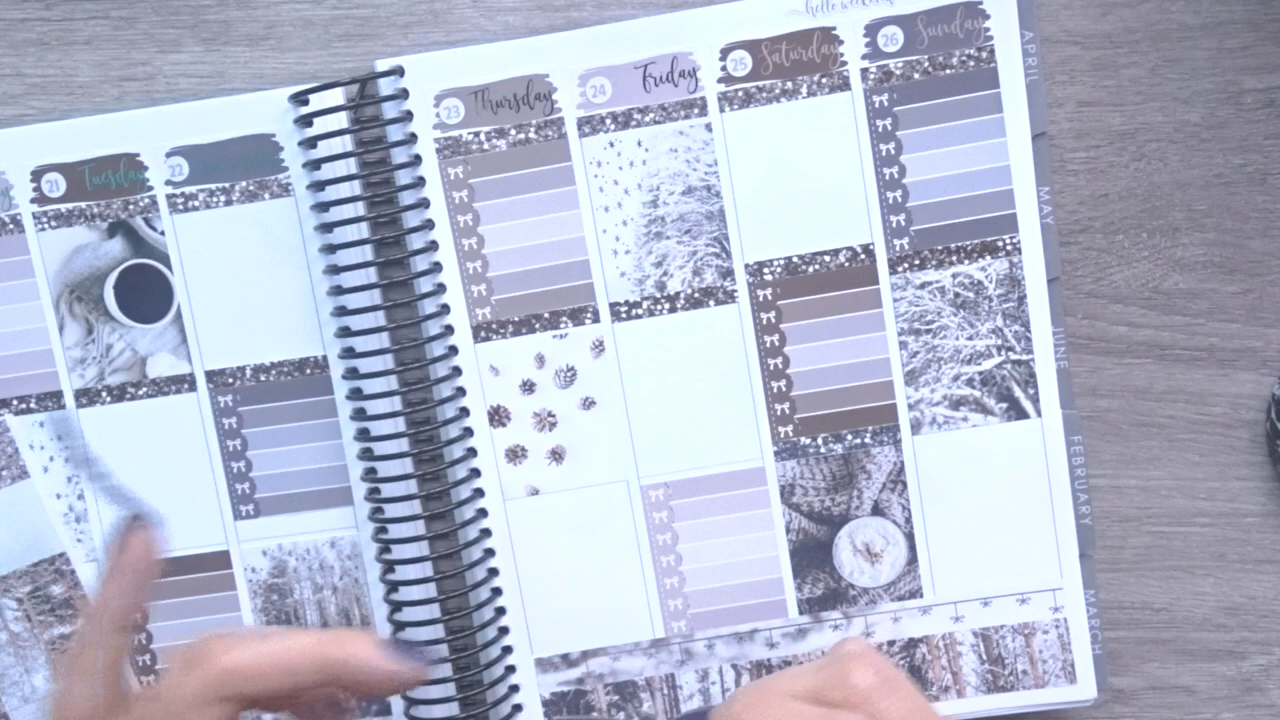 hello weekend
21 Tuesday
22
23 Thursday
24 Friday
25 Saturday
26 Sunday
APRIL
MAY
JUNE
FEBRUARY
MARCH